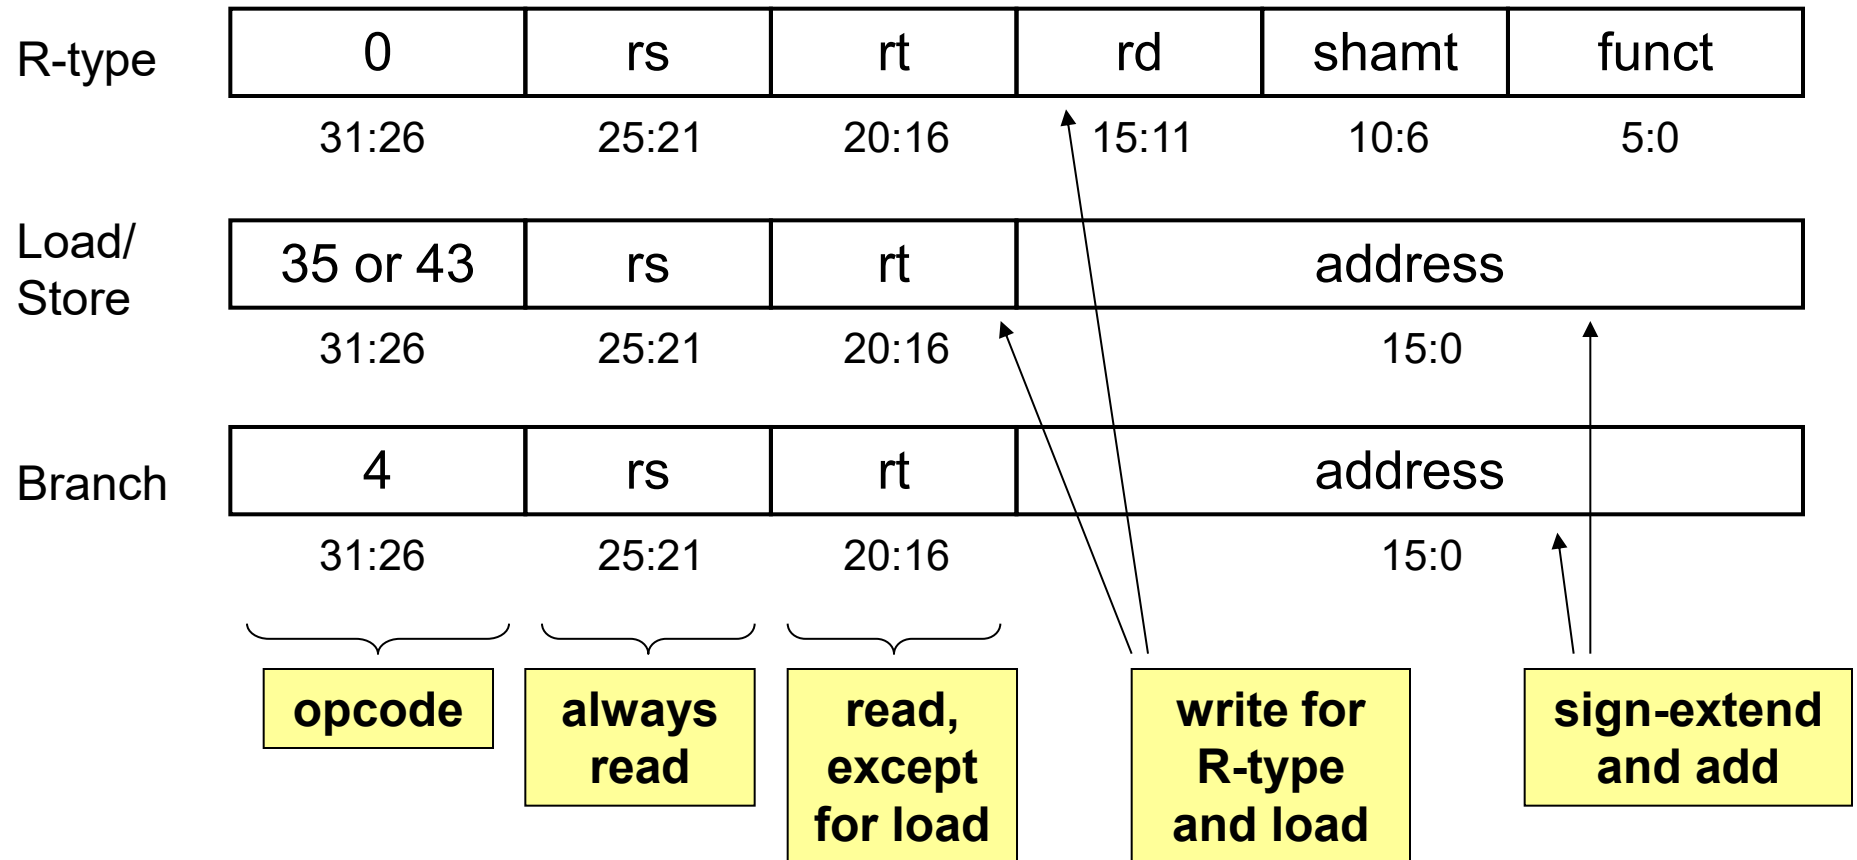 R-type 0 rs rt rd shamt funct
31:26 25:21 20:16 15:11 10:6 5:0
Load/
Store
35 or 43 rs rt address
31:26 25:21 20:16 15:0
Branch 4 rs rt address
31:26 25:21 20:16 15:0
opcode
always
read
read,
except
for load
write for
R-type
and load
sign-extend
and add